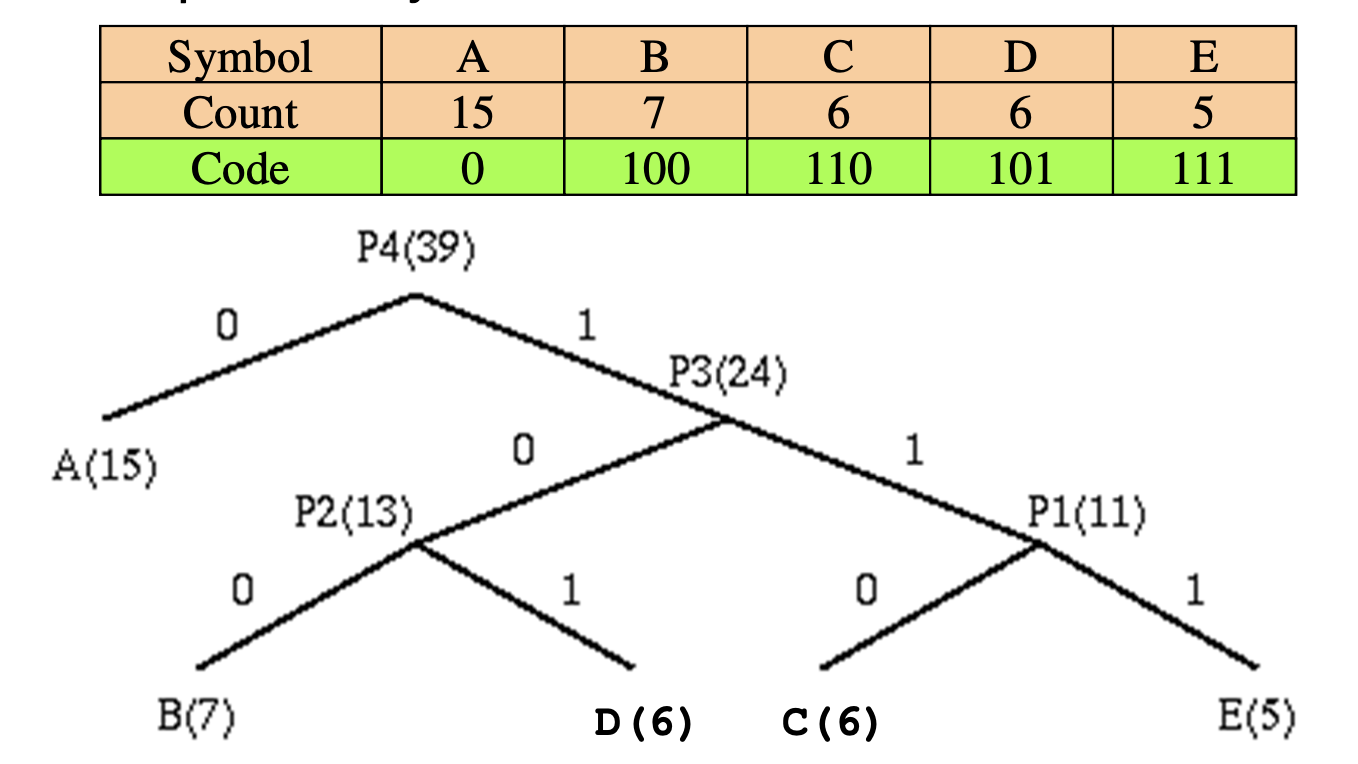 Symbol A B C D E
Count 15 7 6 6 5
Code 0 100 110 101 111
P4(39)
0 1
P3(24)
A(15)
0 1
P2(13) P1(11)
0 1 0 1
B(7) D(6) C(6) E(5)